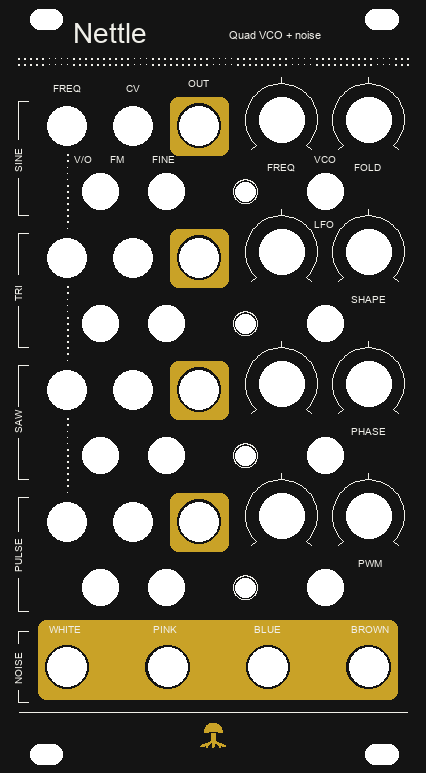 Nettle
Quad VCO + noise
FREQ
CV
OUT
SINE
V/O
FM
FINE
FREQ
VCO
FOLD
LFO
TRI
SHAPE
SAW
PHASE
PULSE
PWM
NOISE
WHITE
PINK
BLUE
BROWN